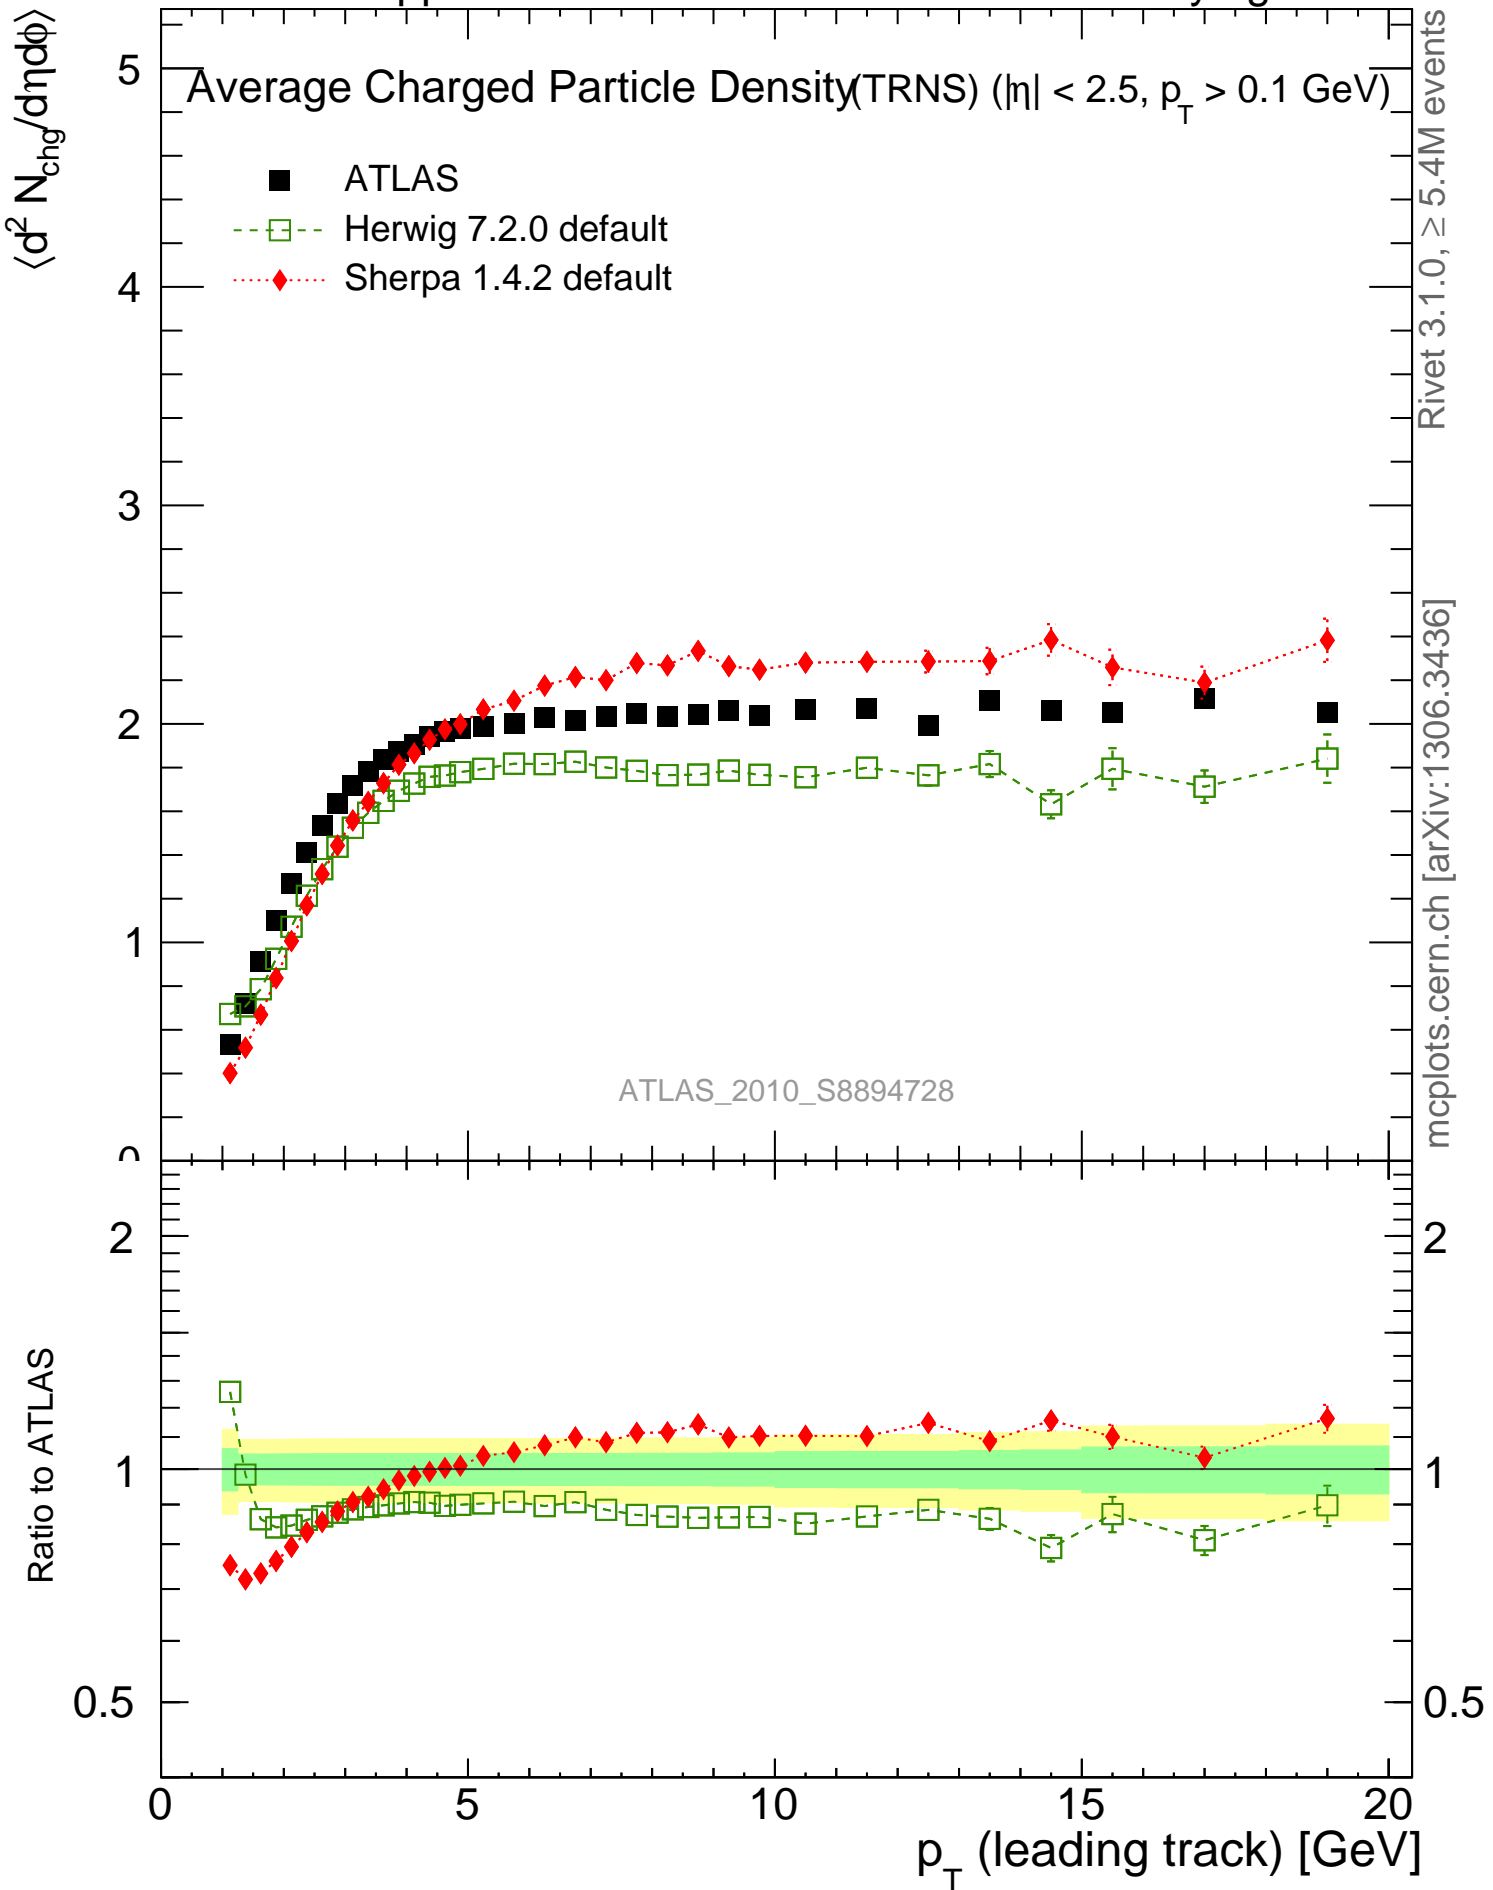 Average Charged Particle Density(TRNS) (|η| < 2.5, p_T > 0.1 GeV)
⟨d² N_chg/dηdϕ⟩
ATLAS
Herwig 7.2.0 default
Sherpa 1.4.2 default
5
4
3
2
1
0
ATLAS_2010_S8894728
Rivet 3.1.0, ≥ 5.4M events
mcplots.cern.ch [arXiv:1306.3436]
Ratio to ATLAS
2
1
0.5
2
1
0.5
0 5 10 15 20
p_T (leading track) [GeV]